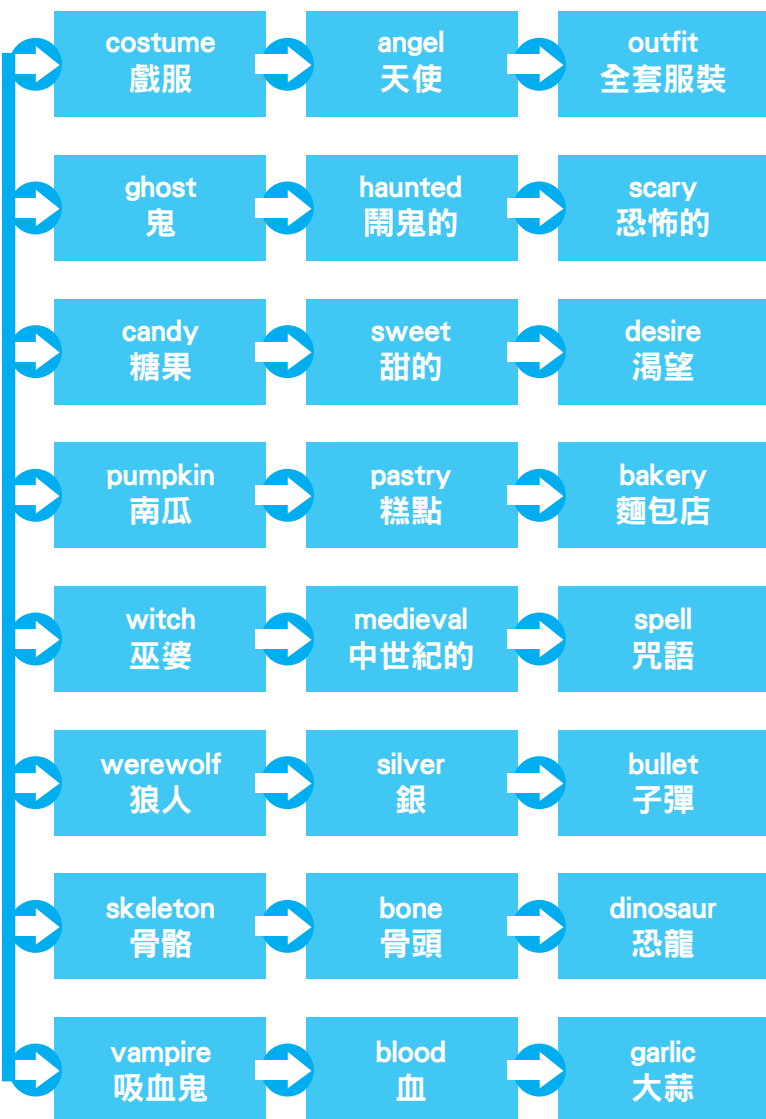 costume
戲服
angel
天使
outfit
全套服裝
ghost
鬼
haunted
鬧鬼的
scary
恐怖的
candy
糖果
sweet
甜的
desire
渴望
pumpkin
南瓜
pastry
糕點
bakery
麵包店
witch
巫婆
medieval
中世紀的
spell
咒語
werewolf
狼人
silver
銀
bullet
子彈
skeleton
骨骼
bone
骨頭
dinosaur
恐龍
vampire
吸血鬼
blood
血
garlic
大蒜